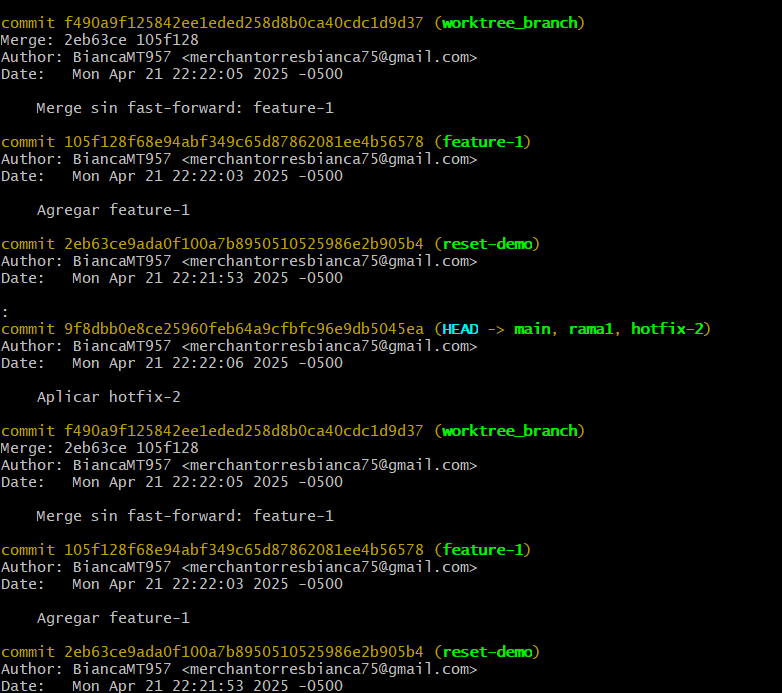 commit f490a9f125842ee1eded258d8b0ca40cdc1d9d37 (worktree_branch)
Merge: 2eb63ce 105f128
Author: BiancaMT957 <merchantorresbianca75@gmail.com>
Date:   Mon Apr 21 22:22:05 2025 -0500
    Merge sin fast-forward: feature-1
commit 105f128f68e94abf349c65d87862081ee4b56578 (feature-1)
Author: BiancaMT957 <merchantorresbianca75@gmail.com>
Date:   Mon Apr 21 22:22:03 2025 -0500
    Agregar feature-1
commit 2eb63ce9ada0f100a7b8950510525986e2b905b4 (reset-demo)
Author: BiancaMT957 <merchantorresbianca75@gmail.com>
Date:   Mon Apr 21 22:21:53 2025 -0500
:
commit 9f8dbb0e8ce25960feb64a9cfbfc96e9db5045ea (HEAD -> main, rama1, hotfix-2)
Author: BiancaMT957 <merchantorresbianca75@gmail.com>
Date:   Mon Apr 21 22:22:06 2025 -0500
    Aplicar hotfix-2
commit f490a9f125842ee1eded258d8b0ca40cdc1d9d37 (worktree_branch)
Merge: 2eb63ce 105f128
Author: BiancaMT957 <merchantorresbianca75@gmail.com>
Date:   Mon Apr 21 22:22:05 2025 -0500
    Merge sin fast-forward: feature-1
commit 105f128f68e94abf349c65d87862081ee4b56578 (feature-1)
Author: BiancaMT957 <merchantorresbianca75@gmail.com>
Date:   Mon Apr 21 22:22:03 2025 -0500
    Agregar feature-1
commit 2eb63ce9ada0f100a7b8950510525986e2b905b4 (reset-demo)
Author: BiancaMT957 <merchantorresbianca75@gmail.com>
Date:   Mon Apr 21 22:21:53 2025 -0500